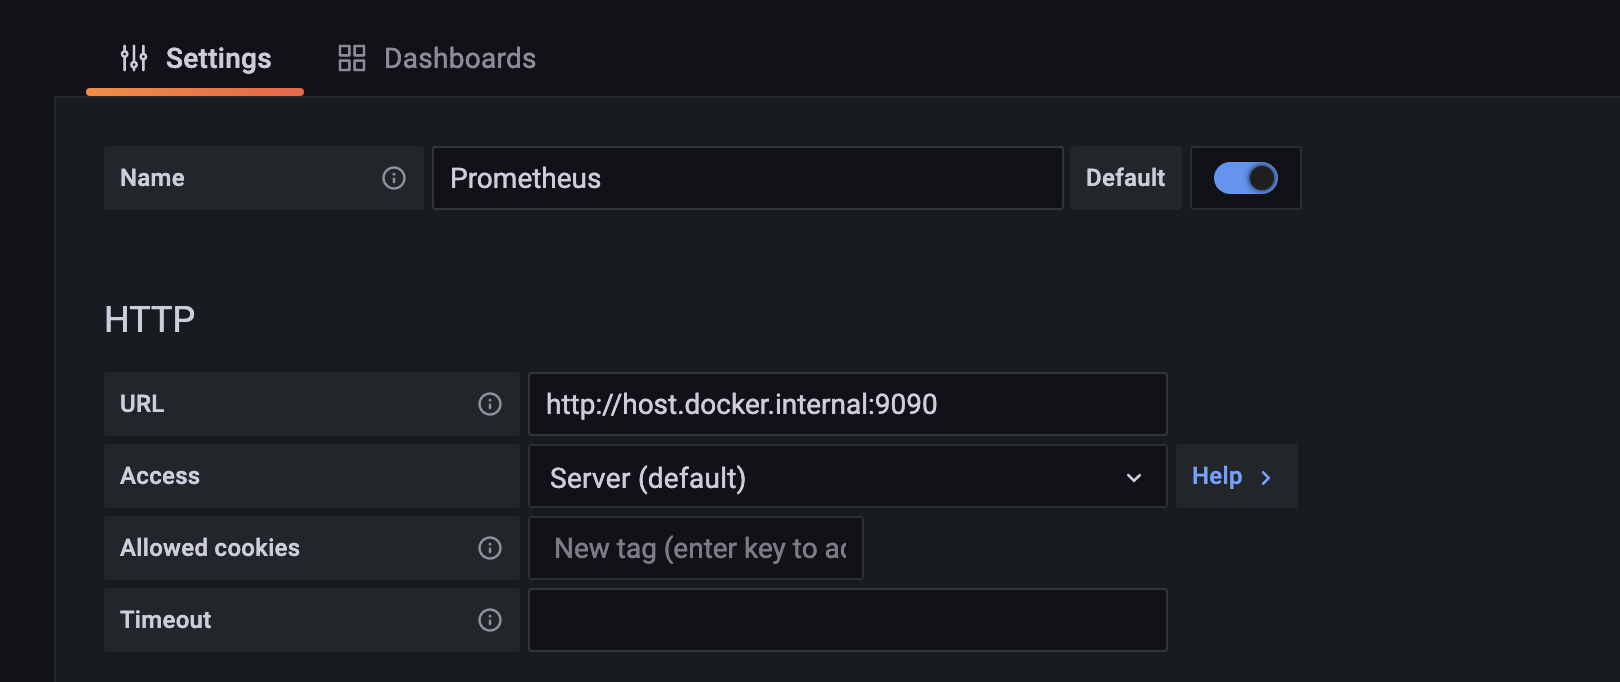 Settings Dashboards
Name Prometheus Default
HTTP
URL http://host.docker.internal:9090
Access Server (default) Help
Allowed cookies New tag (enter key to ac
Timeout